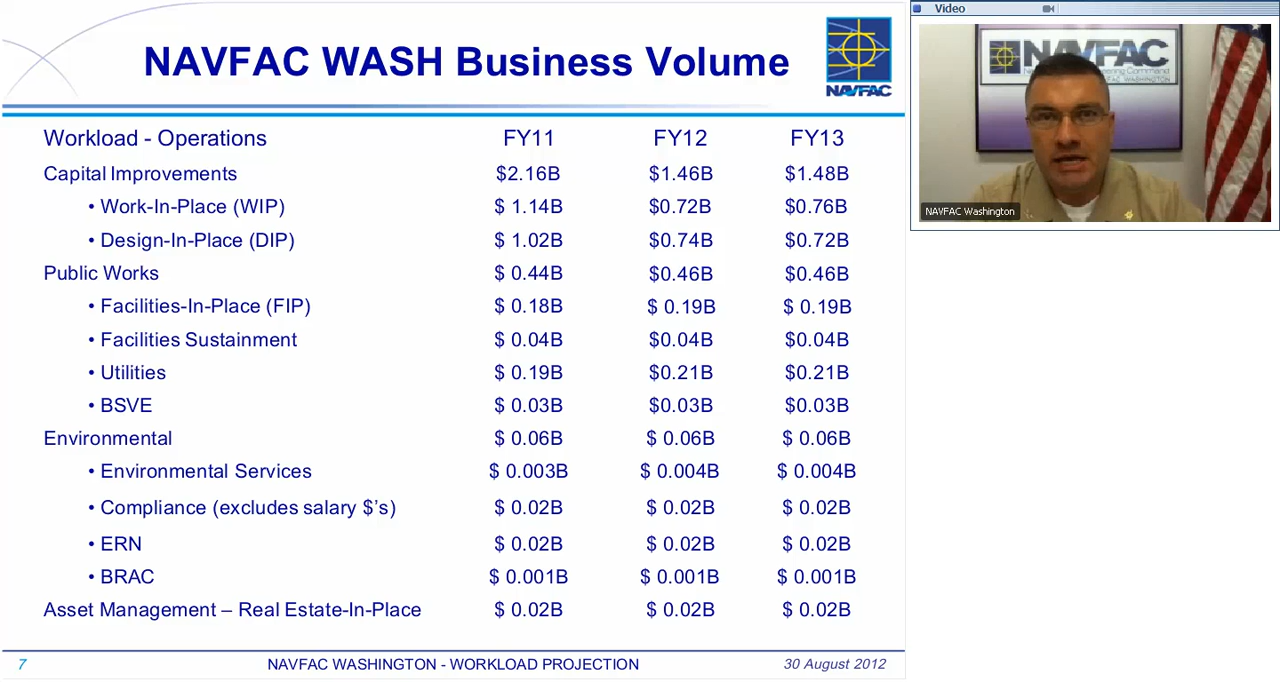 NAVFAC WASH Business Volume
NAVFAC
Workload - Operations FY11 FY12 FY13
Capital Improvements $2.16B $1.46B $1.48B
• Work-In-Place (WIP) $ 1.14B $0.72B $0.76B
• Design-In-Place (DIP) $ 1.02B $0.74B $0.72B
Public Works $ 0.44B $0.46B $0.46B
• Facilities-In-Place (FIP) $ 0.18B $ 0.19B $ 0.19B
• Facilities Sustainment $ 0.04B $0.04B $0.04B
• Utilities $ 0.19B $0.21B $0.21B
• BSVE $ 0.03B $0.03B $0.03B
Environmental $ 0.06B $ 0.06B $ 0.06B
• Environmental Services $ 0.003B $ 0.004B $ 0.004B
• Compliance (excludes salary $’s) $ 0.02B $ 0.02B $ 0.02B
• ERN $ 0.02B $ 0.02B $ 0.02B
• BRAC $ 0.001B $ 0.001B $ 0.001B
Asset Management – Real Estate-In-Place $ 0.02B $ 0.02B $ 0.02B
7 NAVFAC WASHINGTON - WORKLOAD PROJECTION 30 August 2012
Video
NAVFAC
Command
NAVFAC WASHINGTON
NAVFAC Washington